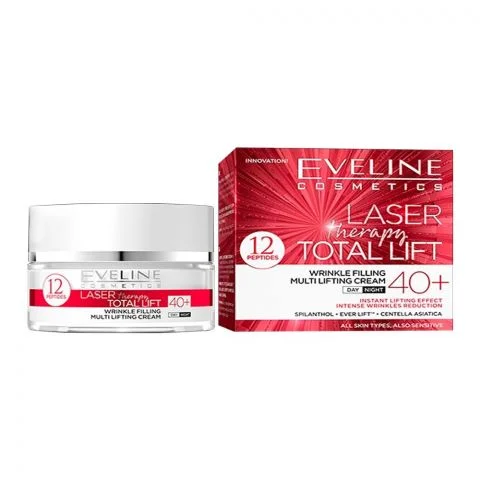 12
PEPTIDES
EVELINE
COSMETICS
LASER
therapy
TOTAL LIFT
40+
WRINKLE FILLING
MULTI LIFTING CREAM
DAY NIGHT
INNOVATION!
EVELINE
COSMETICS
LASER
therapy
TOTAL LIFT
12
PEPTIDES
WRINKLE FILLING
MULTI LIFTING CREAM
40+
DAY NIGHT
INSTANT LIFTING EFFECT
INTENSE WRINKLES REDUCTION
SPILANTHOL • EVER LIFT™ • CENTELLA ASIATICA
ALL SKIN TYPES, ALSO SENSITIVE